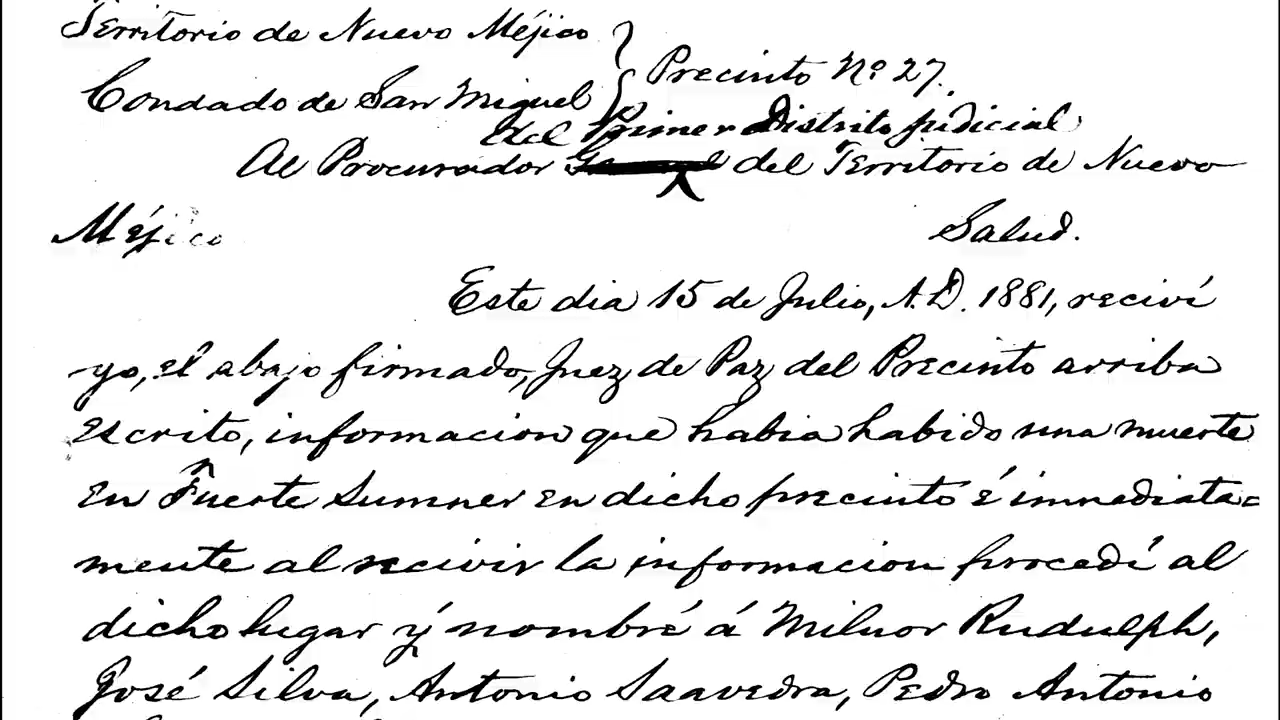 Territorio de Nuevo Méjico }
Condado de San Miguel } Precinto Nº 27.
del Primer Distrito Judicial
Al Procurador General del Territorio de Nuevo
Méjico Salud.
Este dia 15 de Julio, A.D. 1881, reciví
yo, el abajo firmado, Juez de Paz del Precinto arriba
escrito, informacion que habia habido una muerte
en Fuerte Sumner en dicho precinto é immediata=
mente al recivir la informacion procedí al
dicho lugar y nombré á Milnor Rudulph,
José Silva, Antonio Saavedra, Pedro Antonio